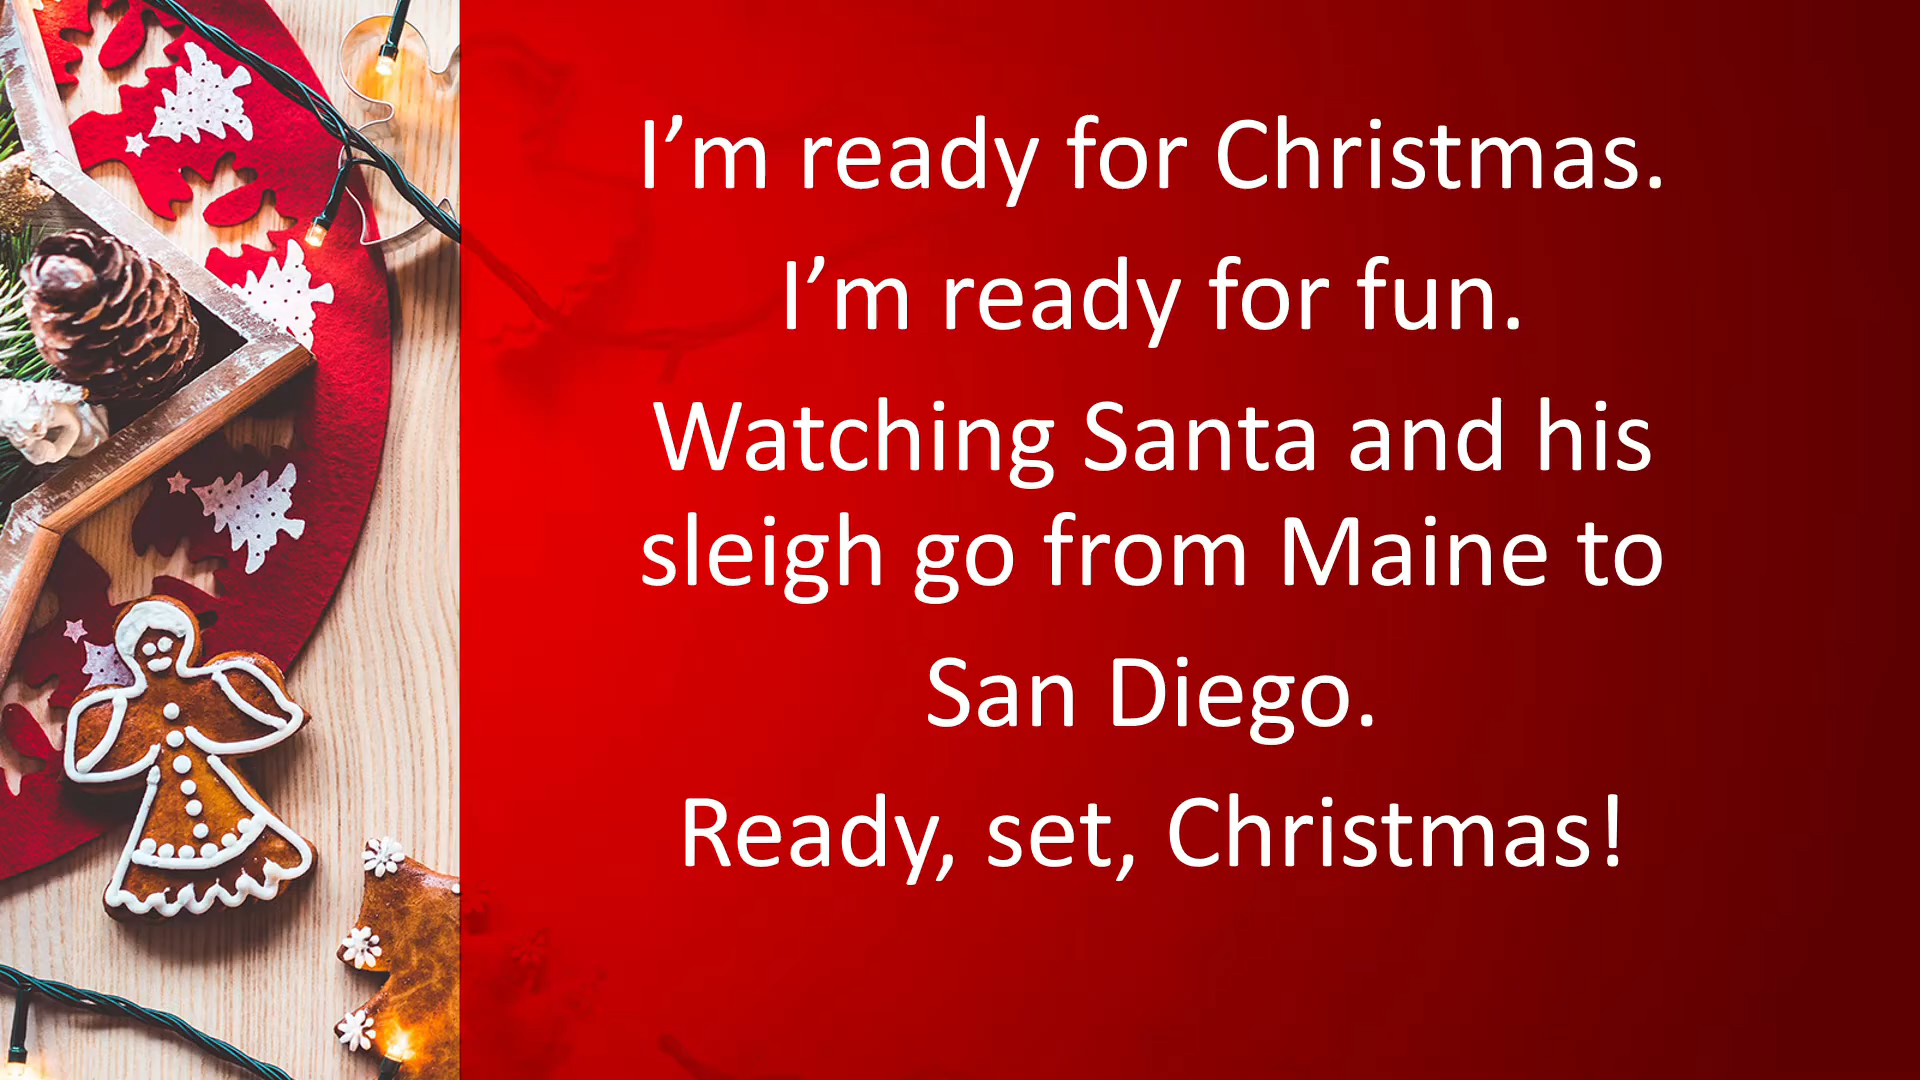 I’m ready for Christmas.
I’m ready for fun.
Watching Santa and his
sleigh go from Maine to
San Diego.
Ready, set, Christmas!